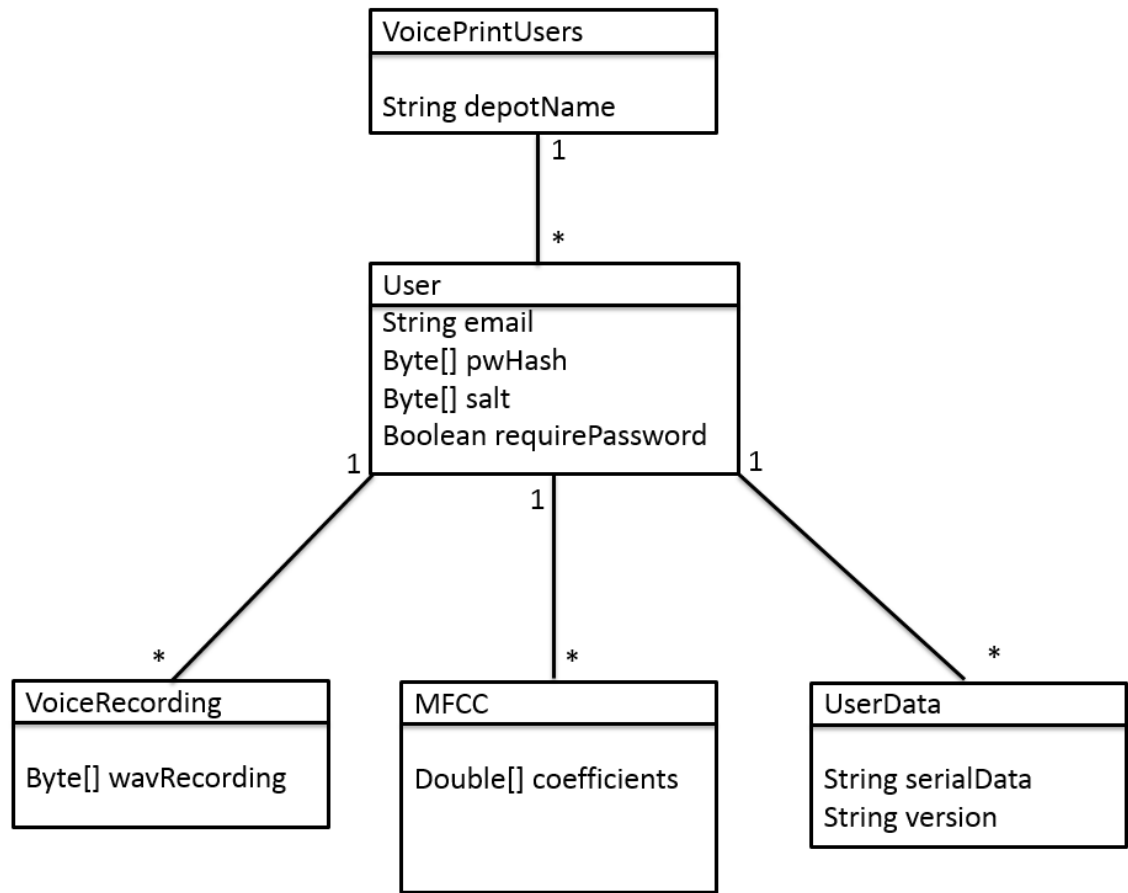 VoicePrintUsers
String depotName
1
*
User
String email
Byte[] pwHash
Byte[] salt
Boolean requirePassword
1
1
1
*
*
*
VoiceRecording
Byte[] wavRecording
MFCC
Double[] coefficients
UserData
String serialData
String version